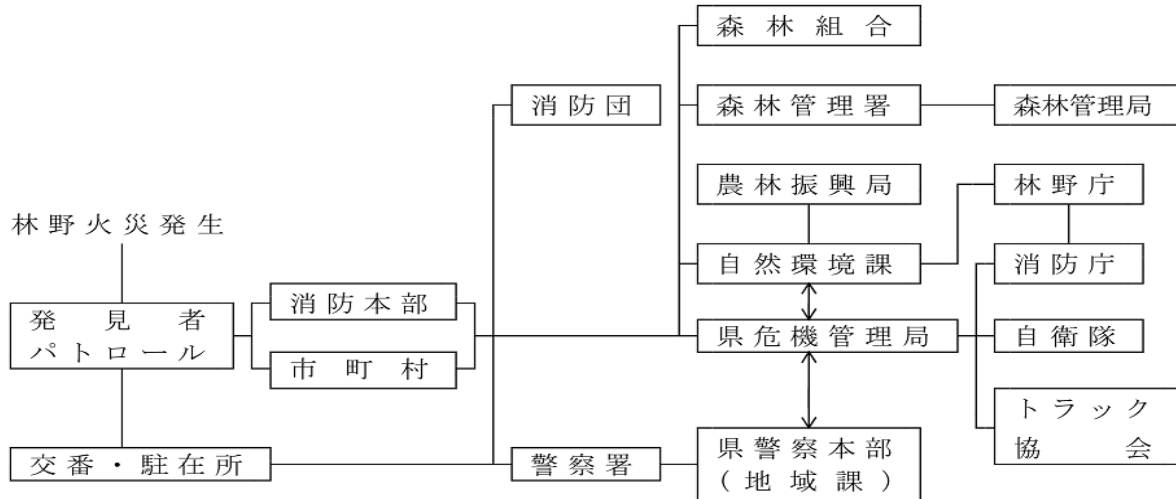 森林組合
消防団
森林管理署
森林管理局
農林振興局
林野庁
林野火災発生
自然環境課
消防庁
発見者
パトロール
消防本部
市町村
県危機管理局
自衛隊
トラック
協会
交番・駐在所
警察署
県警察本部
(地域課)